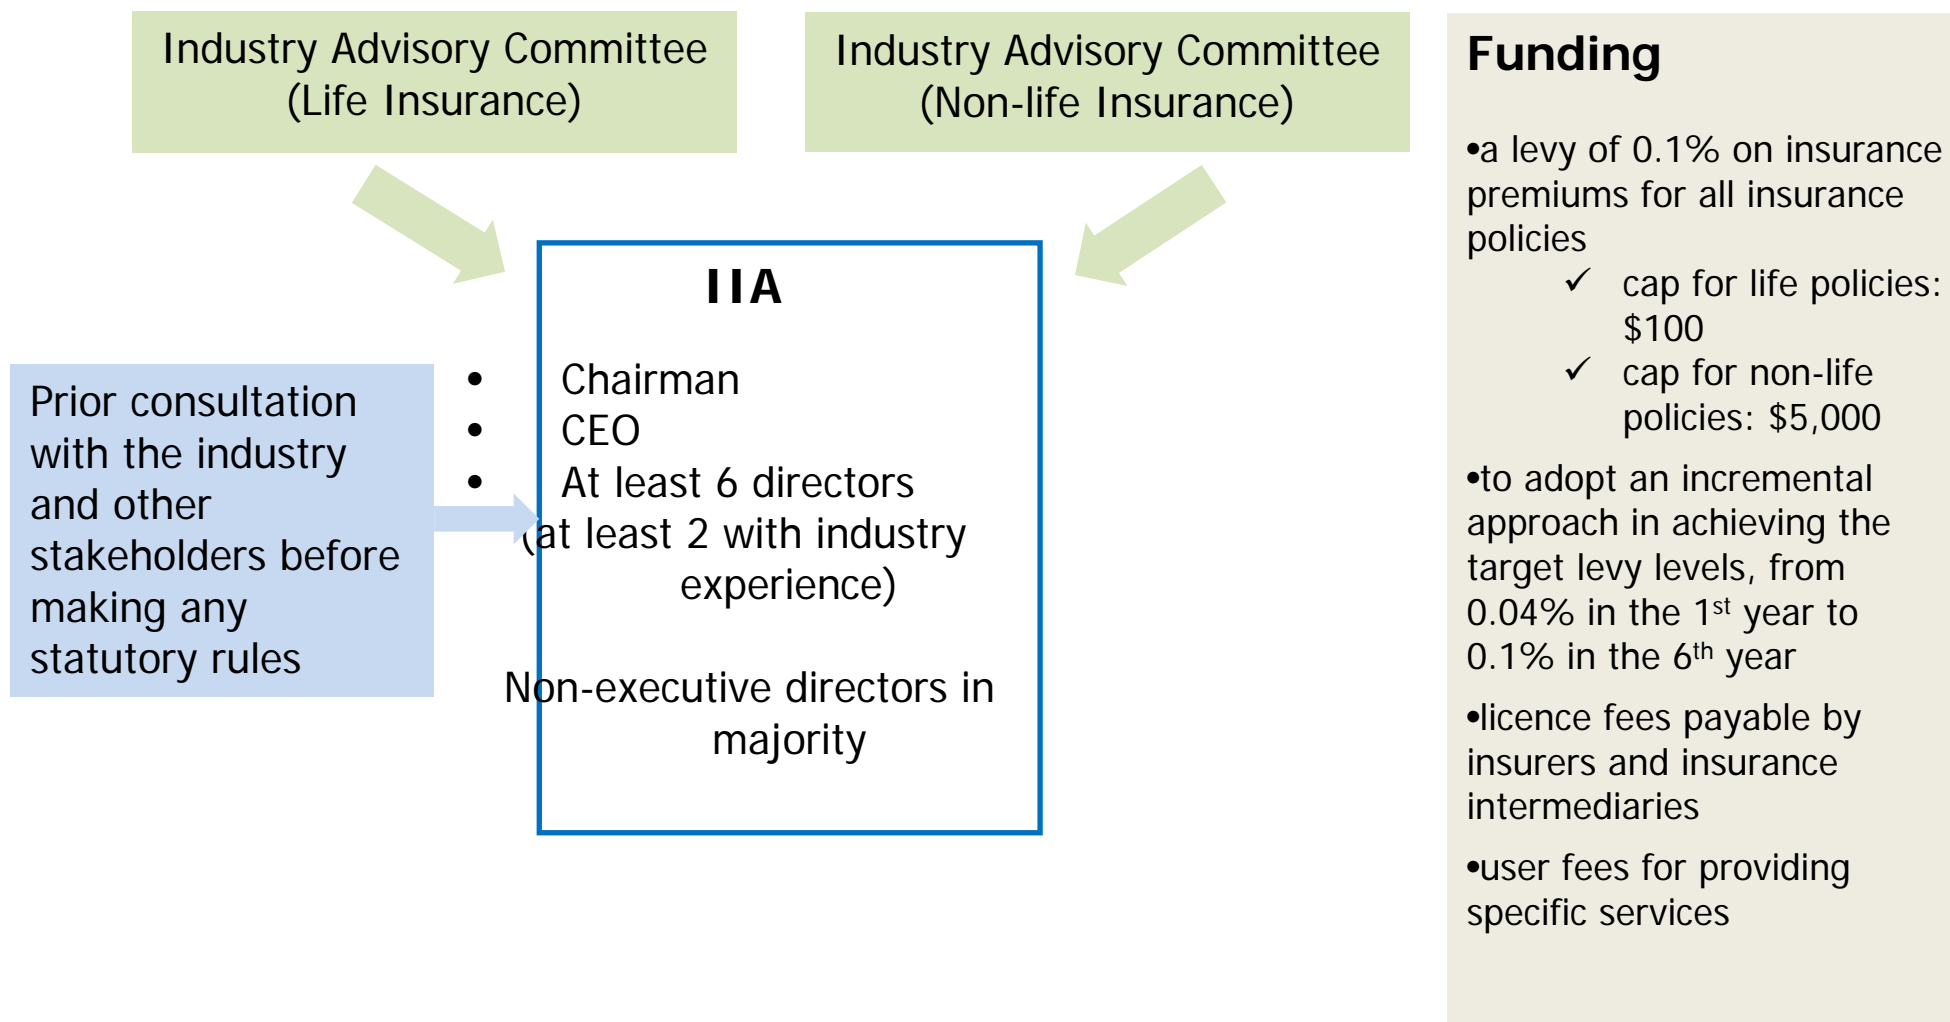 Industry Advisory Committee
(Life Insurance)
Industry Advisory Committee
(Non-life Insurance)
IIA
• Chairman
• CEO
• At least 6 directors
(at least 2 with industry
experience)
Non-executive directors in
majority
Prior consultation
with the industry
and other
stakeholders before
making any
statutory rules
Funding
•a levy of 0.1% on insurance
premiums for all insurance
policies
✓ cap for life policies:
$100
✓ cap for non-life
policies: $5,000
•to adopt an incremental
approach in achieving the
target levy levels, from
0.04% in the 1st year to
0.1% in the 6th year
•licence fees payable by
insurers and insurance
intermediaries
•user fees for providing
specific services